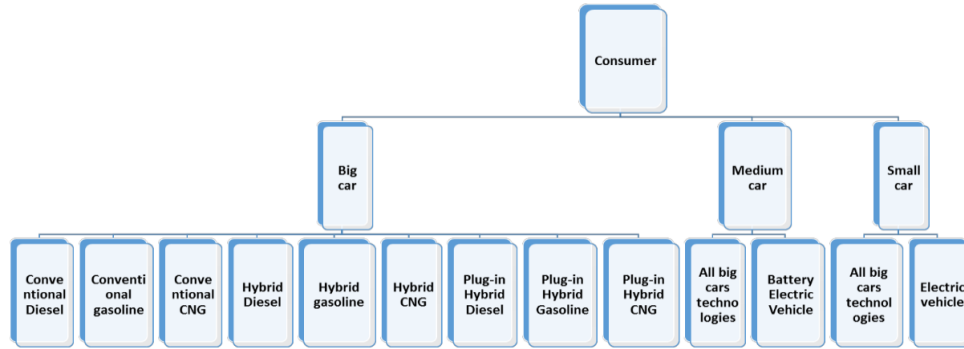 Consumer
Big
car
Medium
car
Small
car
Conve
ntional
Diesel
Conventi
onal
gasoline
Conve
ntional
CNG
Hybrid
Diesel
Hybrid
gasoline
Hybrid
CNG
Plug-in
Hybrid
Diesel
Plug-in
Hybrid
Gasoline
Plug-in
Hybrid
CNG
All big
cars
techno
logies
Battery
Electric
Vehicle
All big
cars
technol
ogies
Electric
vehicle